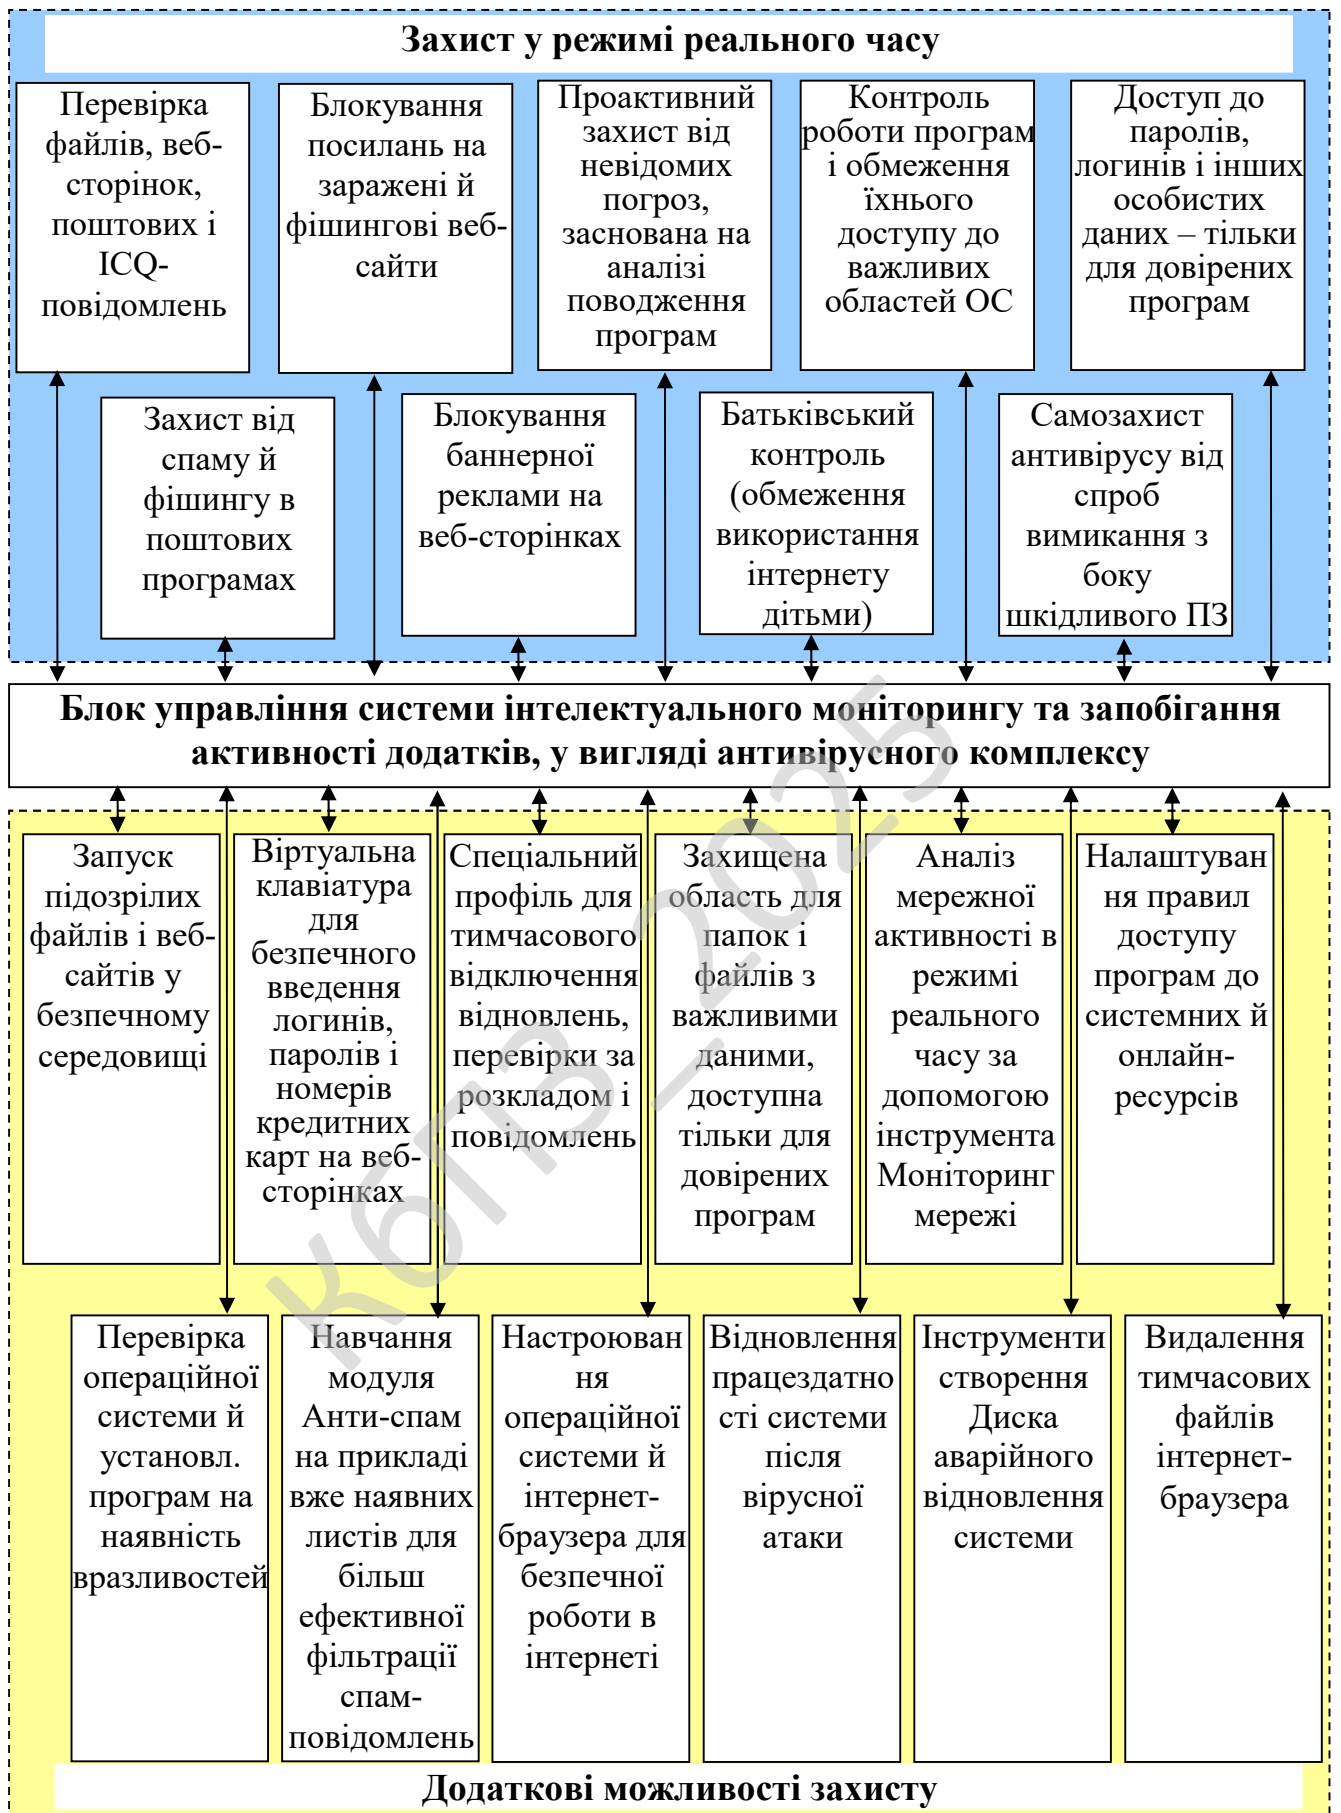 Захист у режимі реального часу
Перевірка
файлів, веб-
сторінок,
поштових і
ICQ-
повідомлень
Блокування
посилань на
заражені й
фішингові веб-
сайти
Проактивний
захист від
невідомих
погроз,
заснована на
аналізі
поводження
програм
Контроль
роботи програм
і обмеження
їхнього
доступу до
важливих
областей ОС
Доступ до
паролів,
логинів і інших
особистих
даних – тільки
для довірених
програм
Захист від
спаму й
фішингу в
поштових
програмах
Блокування
баннерної
реклами на
веб-сторінках
Батьківський
контроль
(обмеження
використання
інтернету
дітьми)
Самозахист
антивірусу від
спроб
вимикання з
боку
шкідливого ПЗ
Блок управління системи інтелектуального моніторингу та запобігання
активності додатків, у вигляді антивірусного комплексу
Запуск
підозрілих
файлів і веб-
сайтів у
безпечному
середовищі
Віртуальна
клавіатура
для
безпечного
введення
логинів,
паролів і
номерів
кредитних
карт на веб-
сторінках
Спеціальний
профіль для
тимчасового
відключення
відновлень,
перевірки за
розкладом і
повідомлень
Захищена
область для
папок і
файлів з
важливими
даними,
доступна
тільки для
довірених
програм
Аналіз
мережної
активності в
режимі
реального
часу за
допомогою
інструмента
Моніторинг
мережі
Налаштуван
ня правил
доступу
програм до
системних й
онлайн-
ресурсів
Перевірка
операційної
системи й
установл.
програм на
наявність
вразливостей
Навчання
модуля
Анти-спам
на прикладі
вже наявних
листів для
більш
ефективної
фільтрації
спам-
повідомлень
Настроюван
ня
операційної
системи й
інтернет-
браузера для
безпечної
роботи в
інтернеті
Відновлення
працездатно
сті системи
після
вірусної
атаки
Інструменти
створення
Диска
аварійного
відновлення
системи
Видалення
тимчасових
файлів
інтернет-
браузера
Додаткові можливості захисту
КбПЗ_2025